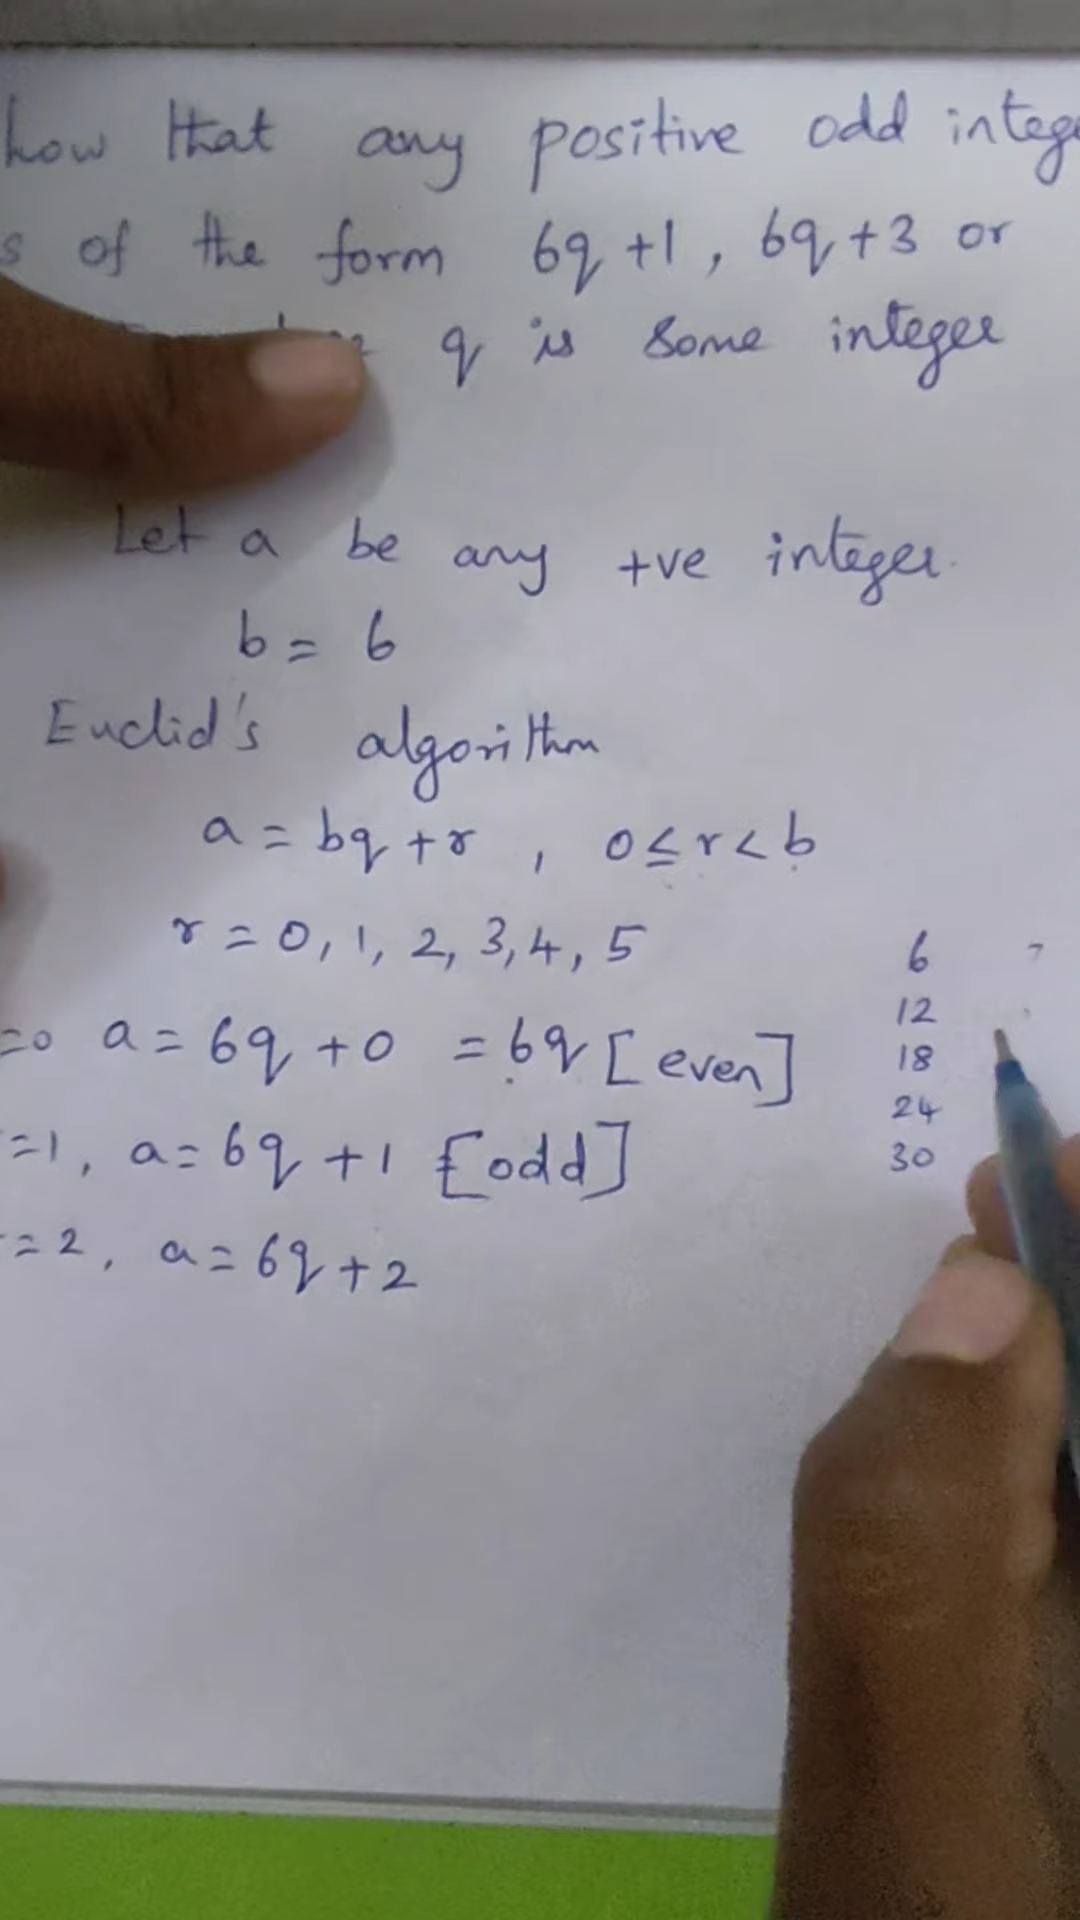 how that any positive odd intege
s of the form 6q +1, 6q +3 or
q is some integer
Let a be any +ve integer.
b = 6
Euclid's algorithm
a = bq + r , 0 ≤ r < b
r = 0, 1, 2, 3, 4, 5
=0 a = 6q + 0 = 6q [even]
=1, a = 6q + 1 [odd]
=2, a = 6q + 2
6
12
18
24
30
7